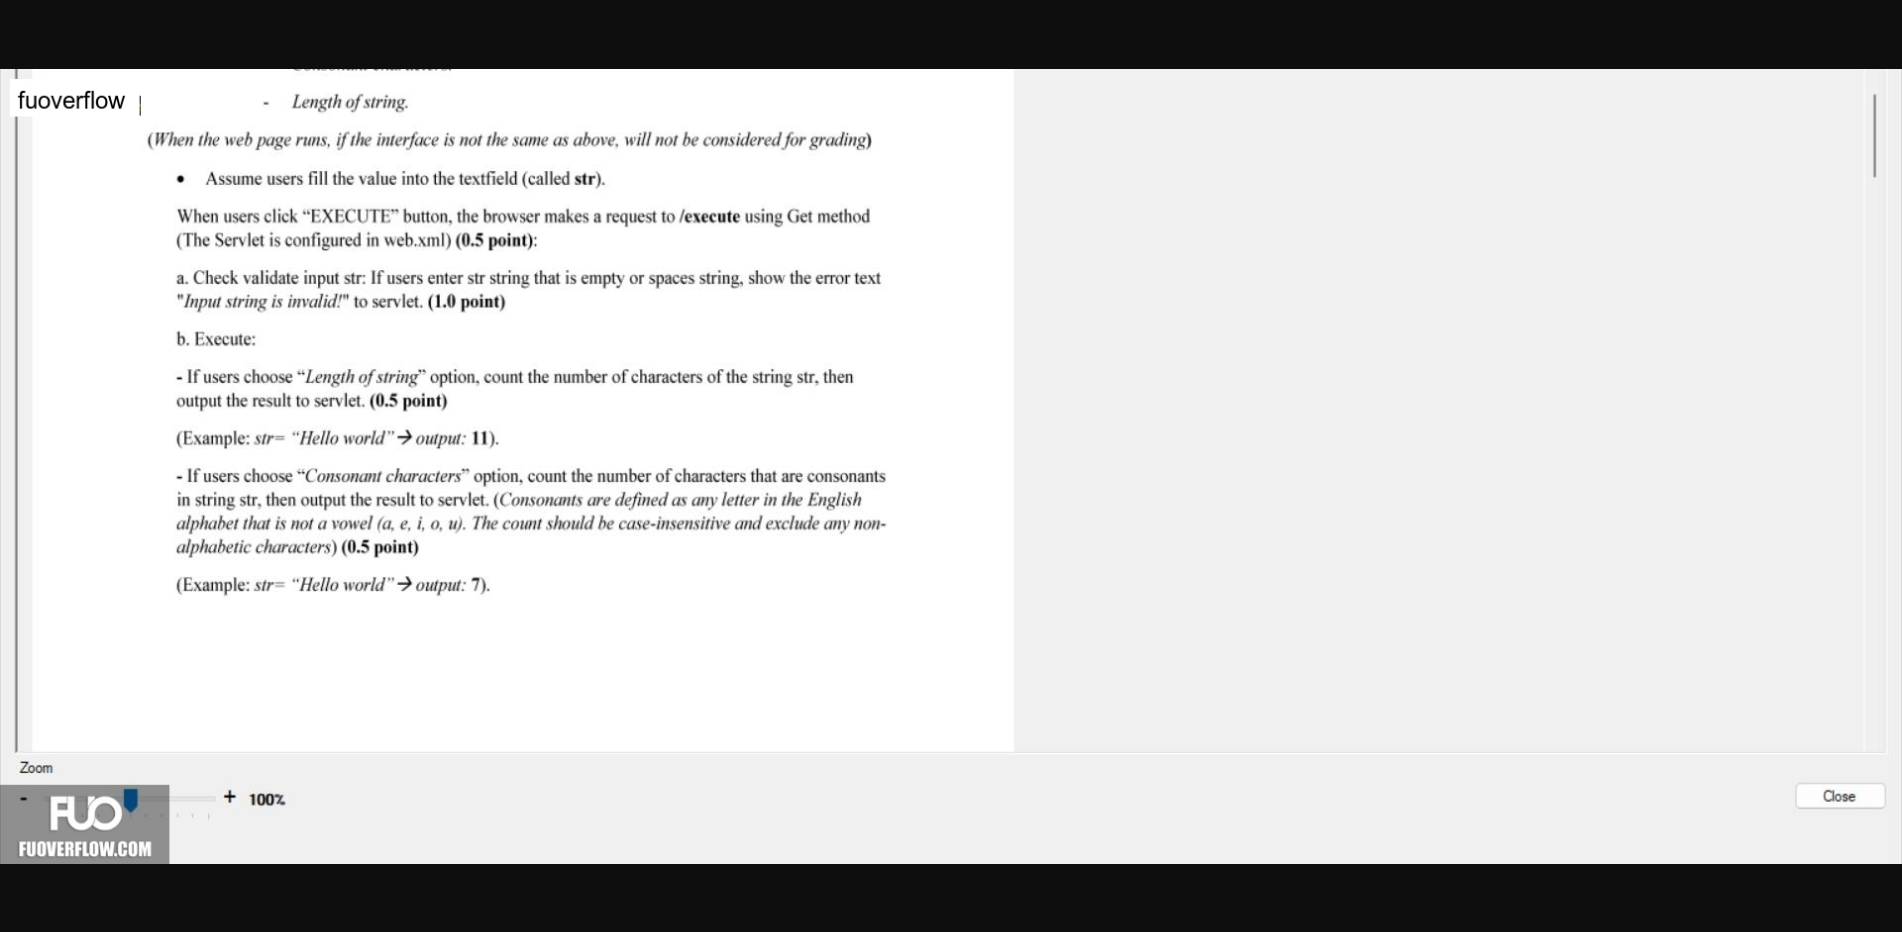 fuoverflow
- Length of string.
(When the web page runs, if the interface is not the same as above, will not be considered for grading)
• Assume users fill the value into the textfield (called str).
When users click “EXECUTE” button, the browser makes a request to /execute using Get method
(The Servlet is configured in web.xml) (0.5 point):
a. Check validate input str: If users enter str string that is empty or spaces string, show the error text
"Input string is invalid!" to servlet. (1.0 point)
b. Execute:
- If users choose “Length of string” option, count the number of characters of the string str, then
output the result to servlet. (0.5 point)
(Example: str= “Hello world”→ output: 11).
- If users choose “Consonant characters” option, count the number of characters that are consonants
in string str, then output the result to servlet. (Consonants are defined as any letter in the English
alphabet that is not a vowel (a, e, i, o, u). The count should be case-insensitive and exclude any non-
alphabetic characters) (0.5 point)
(Example: str= “Hello world”→ output: 7).
Zoom
- + 100%
Close
FUO
FUOVERFLOW.COM